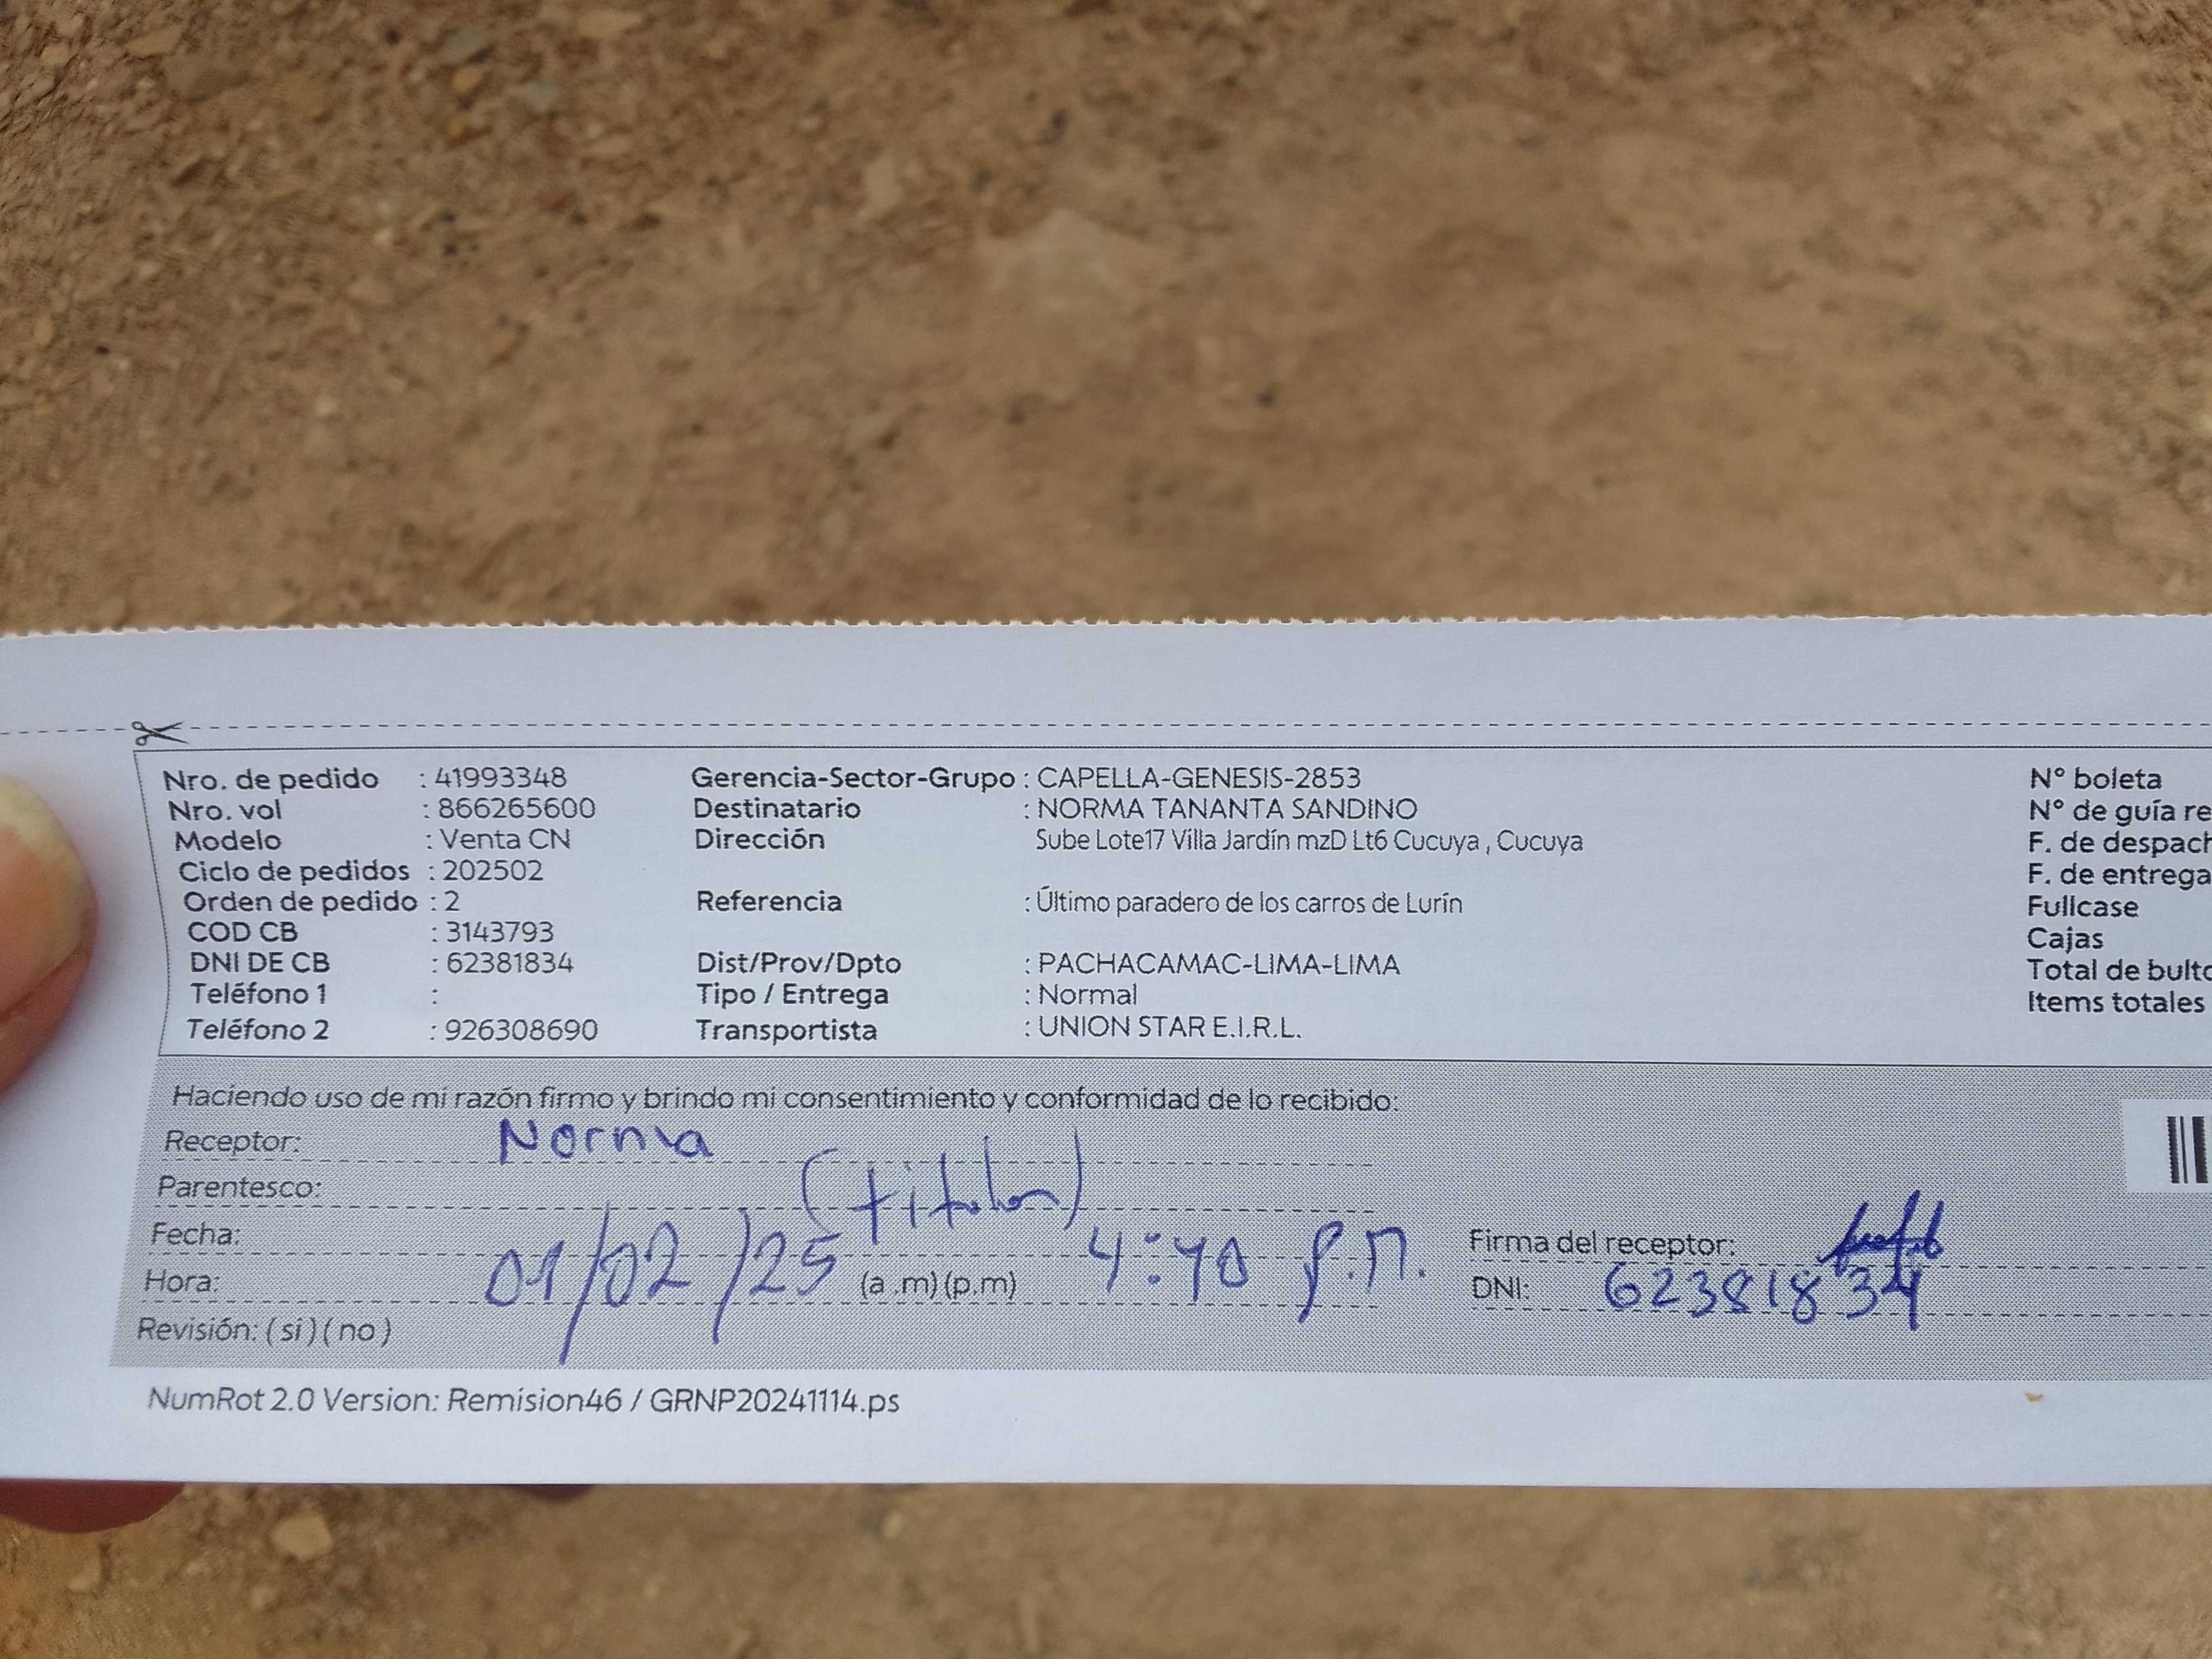 Nro. de pedido : 41993348 Gerencia-Sector-Grupo : CAPELLA-GENESIS-2853 N° boleta
Nro. vol : 866265600 Destinatario : NORMA TANANTA SANDINO N° de guía re
Modelo : Venta CN Dirección Sube Lote17 Villa Jardín mzD Lt6 Cucuya , Cucuya F. de despach
Ciclo de pedidos : 202502 F. de entrega
Orden de pedido : 2 Referencia : Último paradero de los carros de Lurín Fullcase
COD CB : 3143793 Cajas
DNI DE CB : 62381834 Dist/Prov/Dpto : PACHACAMAC-LIMA-LIMA Total de bulto
Teléfono 1 : Tipo / Entrega : Normal Items totales
Teléfono 2 : 926308690 Transportista : UNION STAR E.I.R.L.
Haciendo uso de mi razón firmo y brindo mi consentimiento y conformidad de lo recibido:
Receptor: Norma
Parentesco: (titular)
Fecha: 01/02/25 Firma del receptor:
Hora: (a .m) (p.m) 4:40 P.M. DNI: 62381834
Revisión: ( si ) ( no )
NumRot 2.0 Version: Remision46 / GRNP20241114.ps